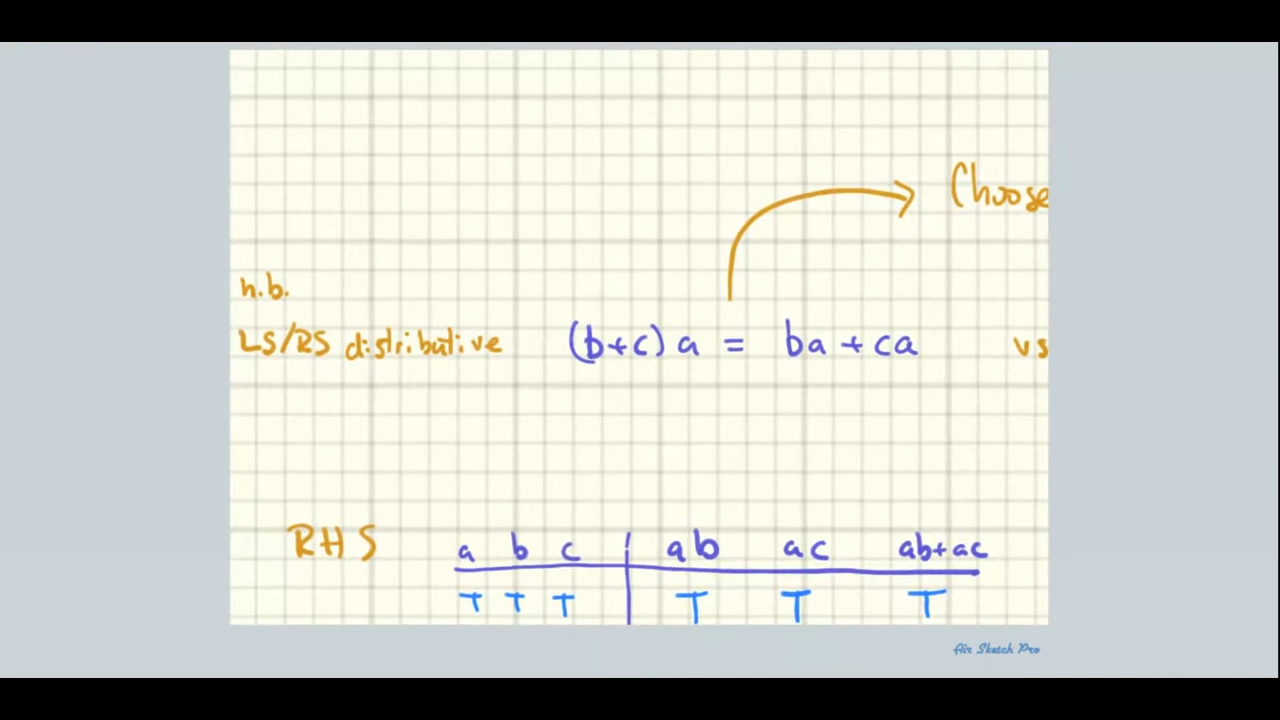 Choose
n.b.
LS/RS distributive (b+c) a = ba + ca vs
RHS a b c ab ac ab+ac
T T T T T T
Air Sketch Pro